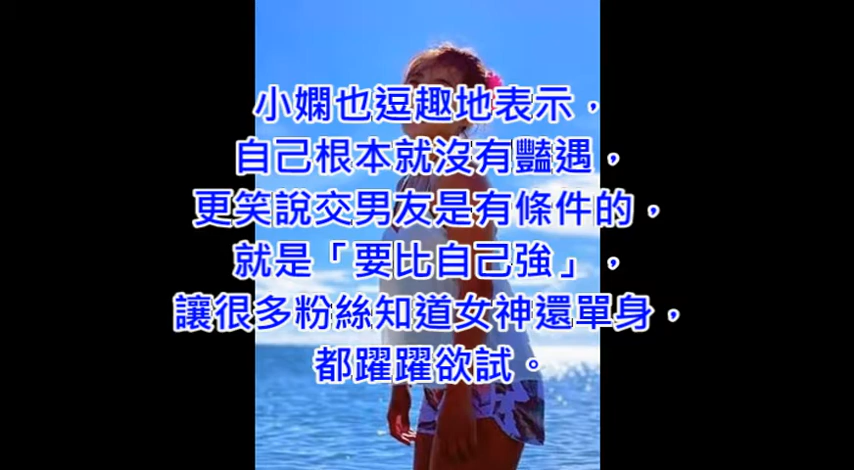 小嫻也逗趣地表示，
自己根本就沒有豔遇，
更笑說交男友是有條件的，
就是「要比自己強」，
讓很多粉絲知道女神還單身，
都躍躍欲試。